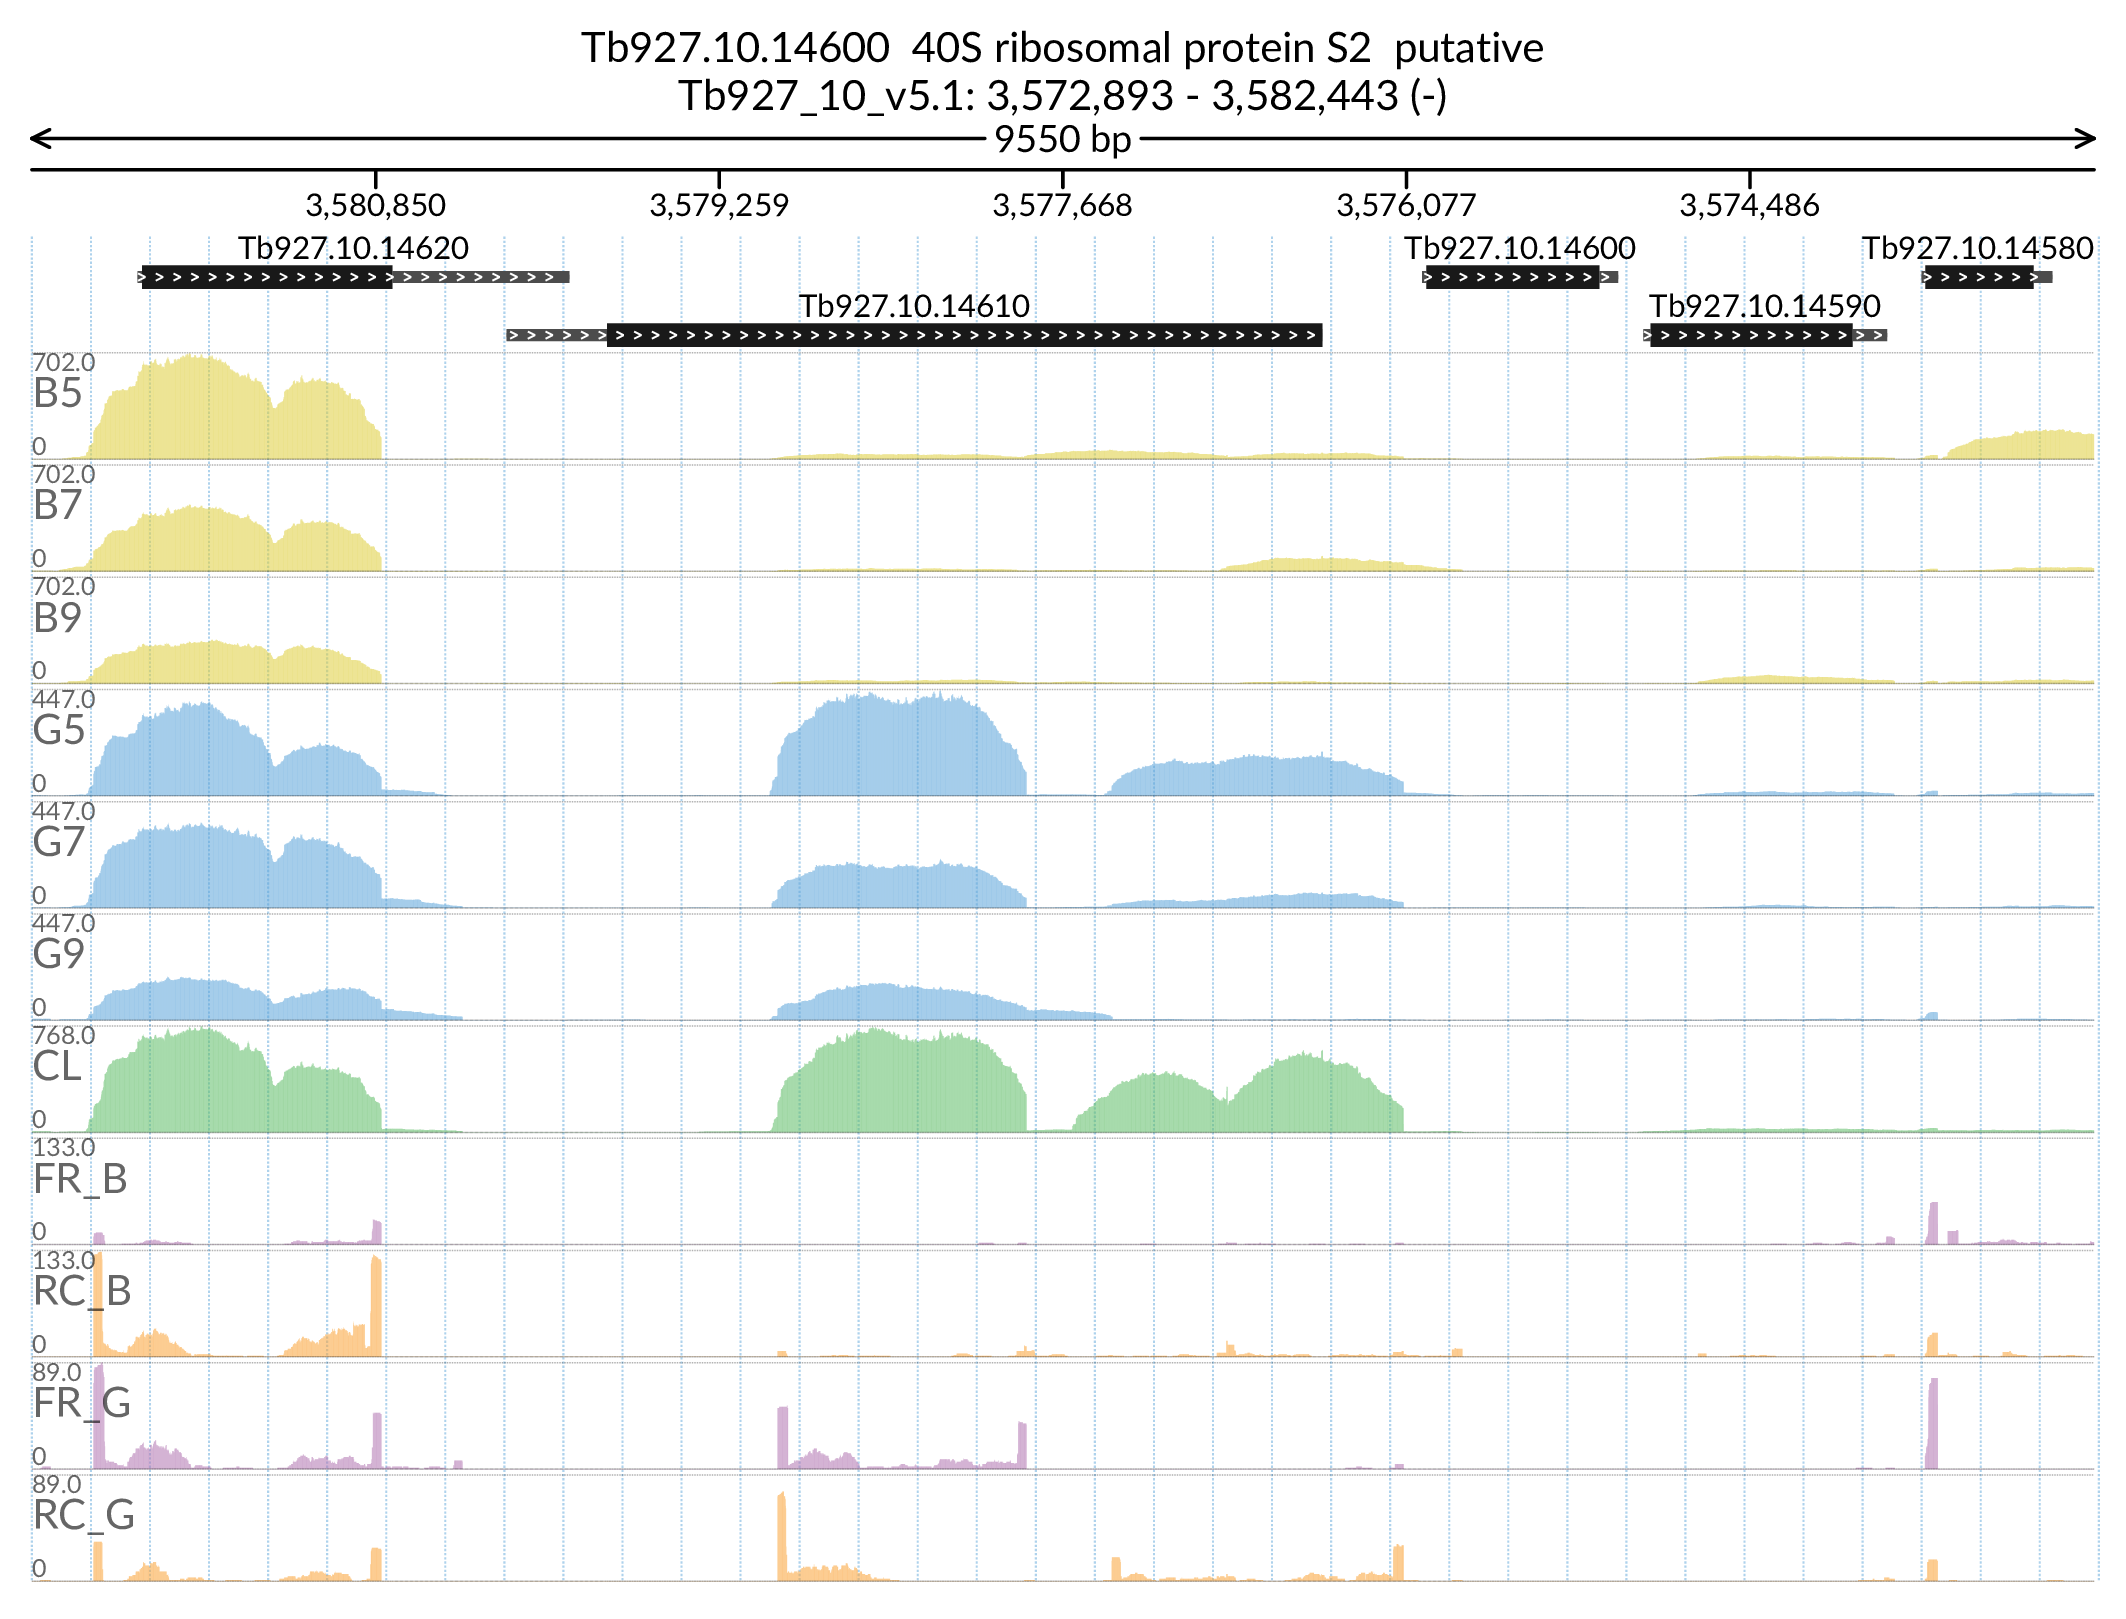 Tb927.10.14600  40S ribosomal protein S2  putative
Tb927_10_v5.1: 3,572,893 - 3,582,443 (-)
9550 bp
3,580,850 3,579,259 3,577,668 3,576,077 3,574,486
Tb927.10.14620 Tb927.10.14600 Tb927.10.14580
Tb927.10.14610 Tb927.10.14590
702.0
B5
0
702.0
B7
0
702.0
B9
0
447.0
G5
0
447.0
G7
0
447.0
G9
0
768.0
CL
0
133.0
FR_B
0
133.0
RC_B
0
89.0
FR_G
0
89.0
RC_G
0